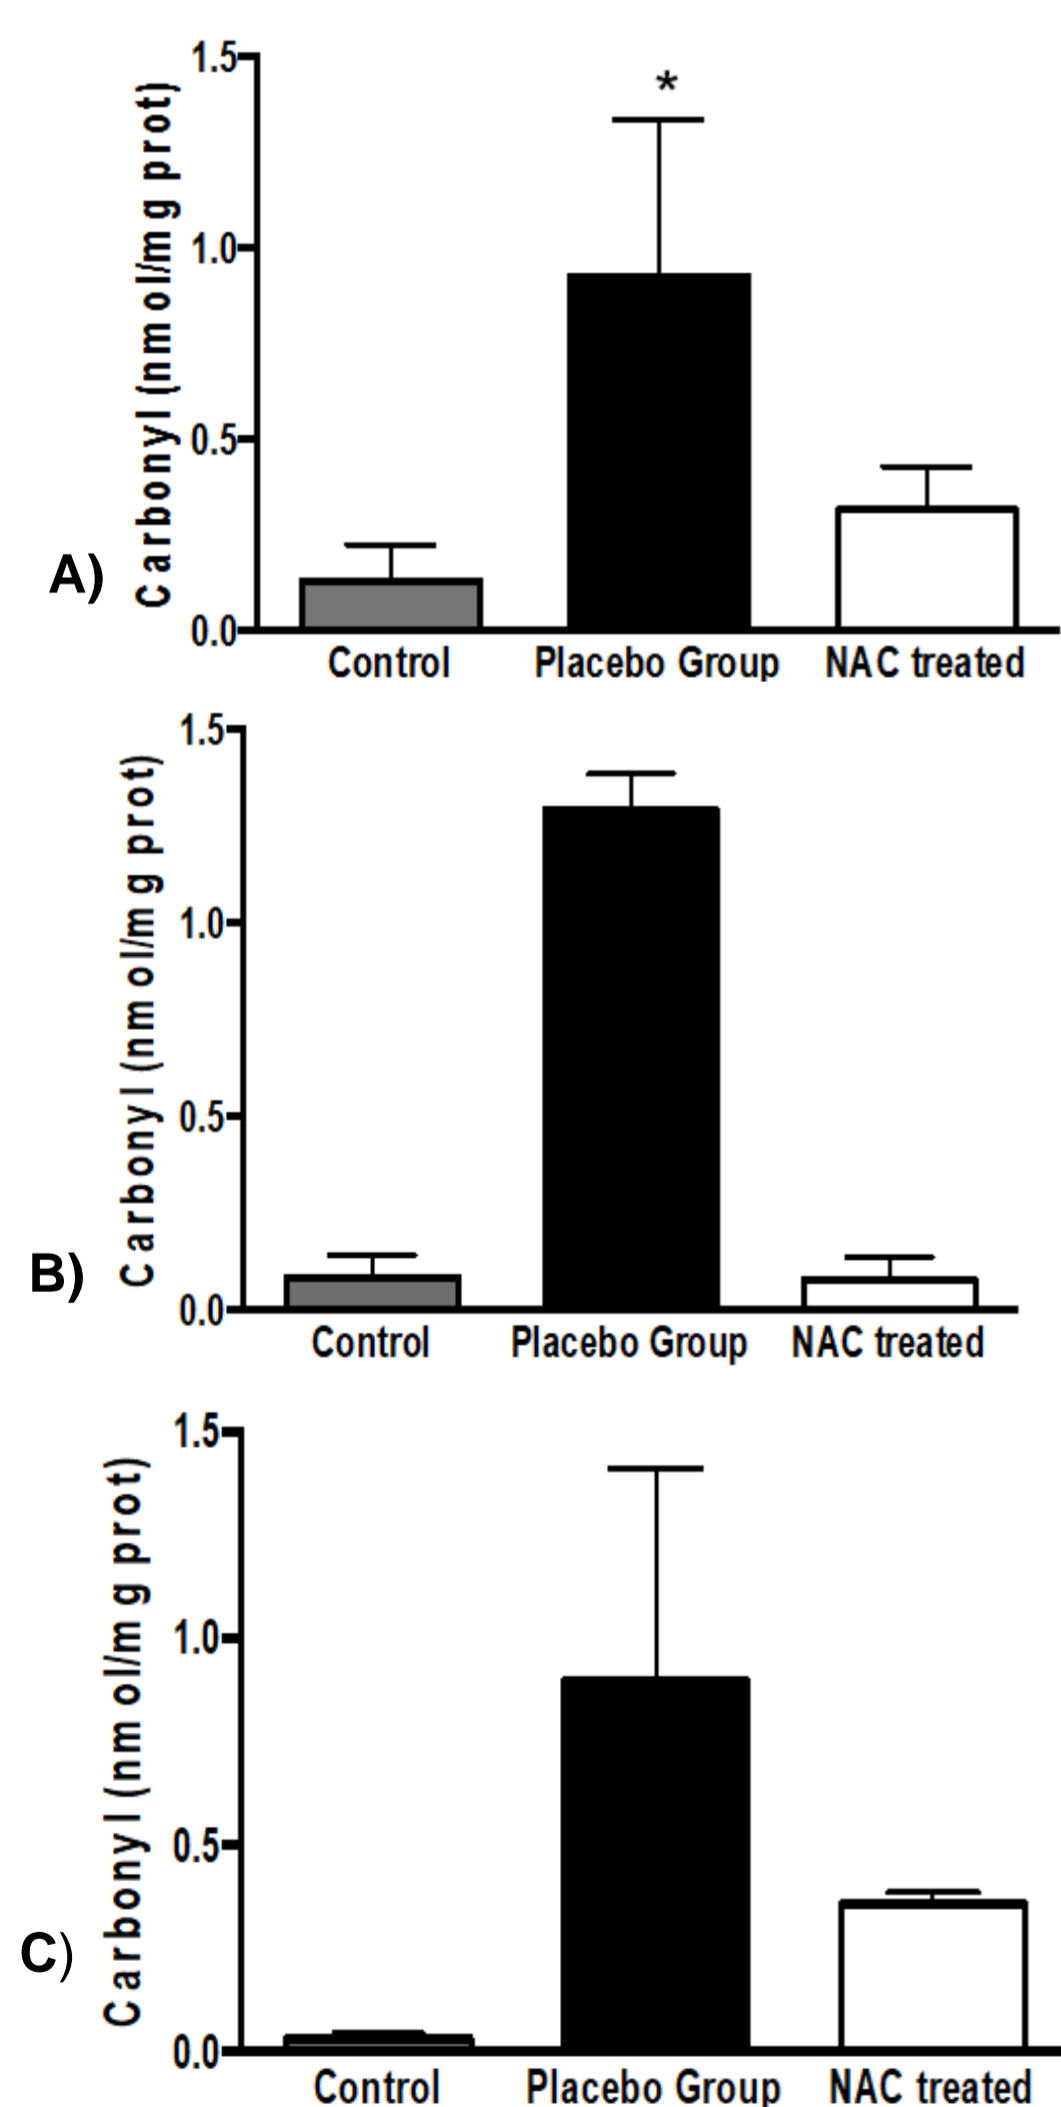 A)
Carbonyl (nmol/mg prot)
1.5
*
1.0
0.5
0.0
Control Placebo Group NAC treated
B)
Carbonyl (nmol/mg prot)
1.5
1.0
0.5
0.0
Control Placebo Group NAC treated
C)
Carbonyl (nmol/mg prot)
1.5
1.0
0.5
0.0
Control Placebo Group NAC treated